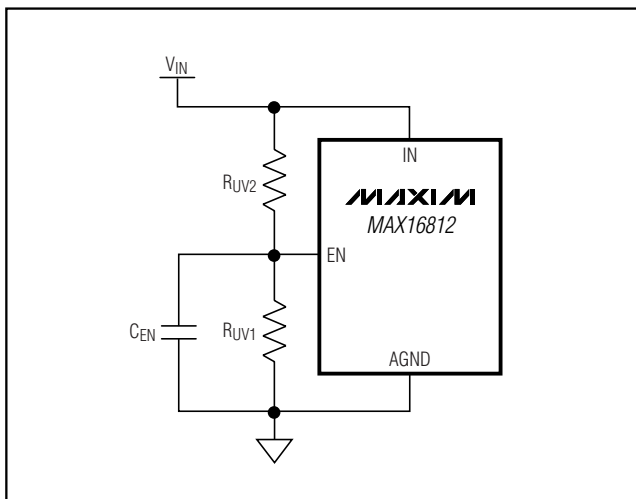 VIN
IN
RUV2
MAXIM
MAX16812
EN
CEN
RUV1
AGND